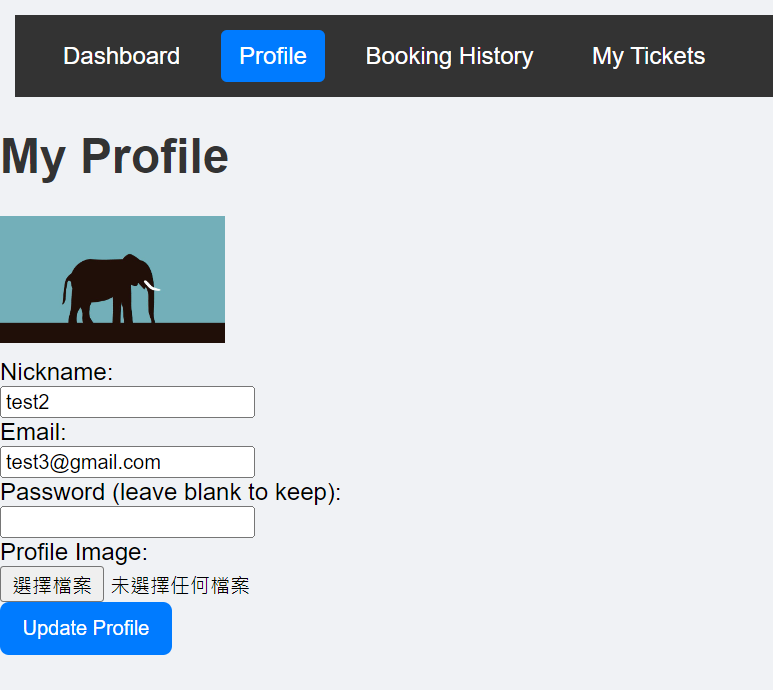 Dashboard Profile Booking History My Tickets
My Profile
Nickname:
test2
Email:
test3@gmail.com
Password (leave blank to keep):
Profile Image:
選擇檔案 未選擇任何檔案
Update Profile